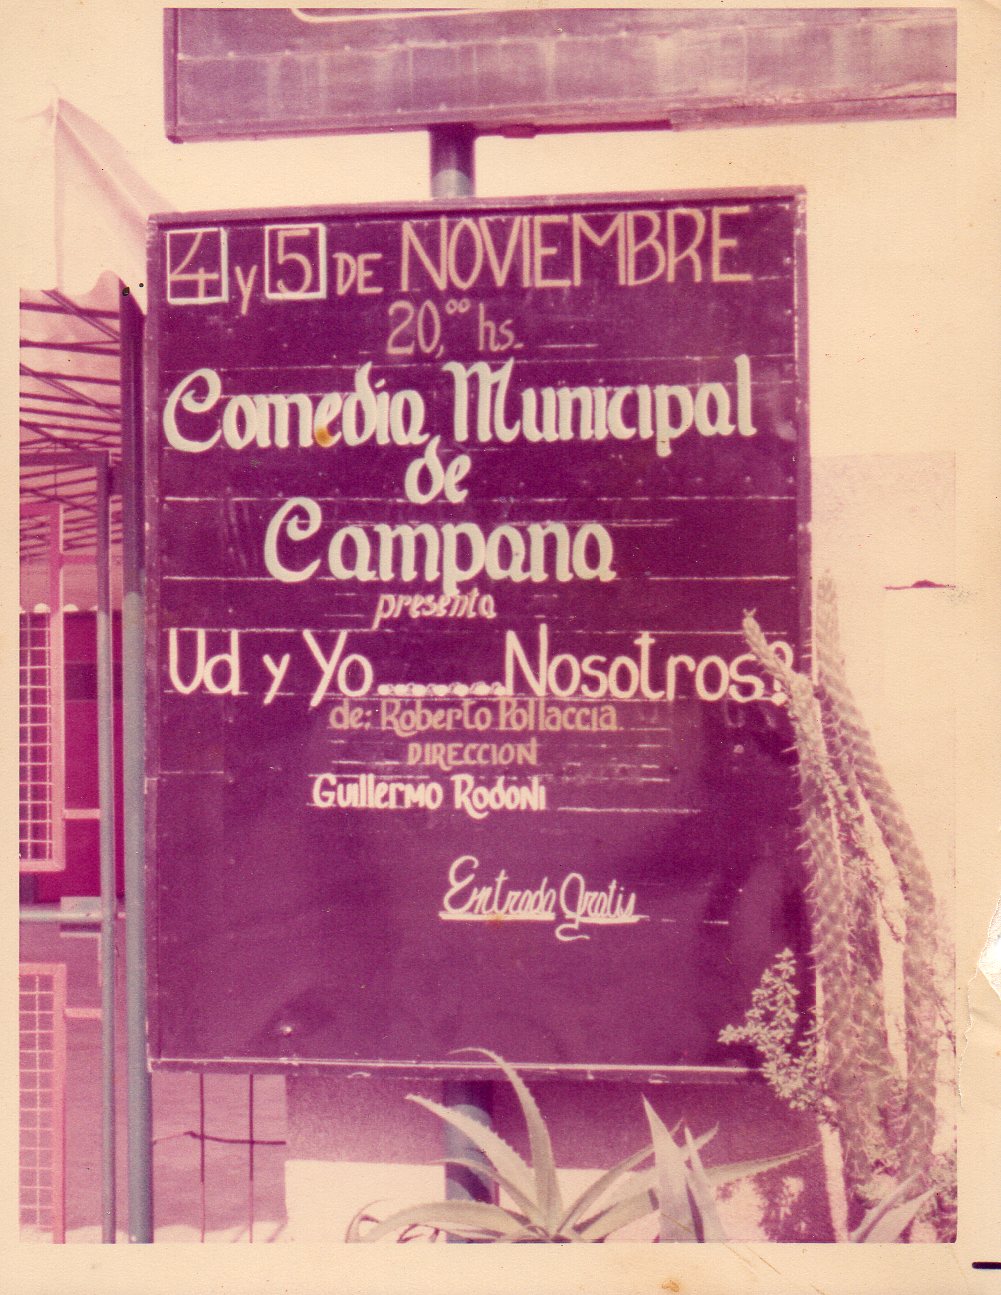 4 y 5 DE NOVIEMBRE
20,ºº hs.
Comedia Municipal
de
Campana
presenta
Ud y Yo.......Nosotros?
de: Roberto Pollaccia
DIRECCION
Guillermo Rodoni
Entrada gratis